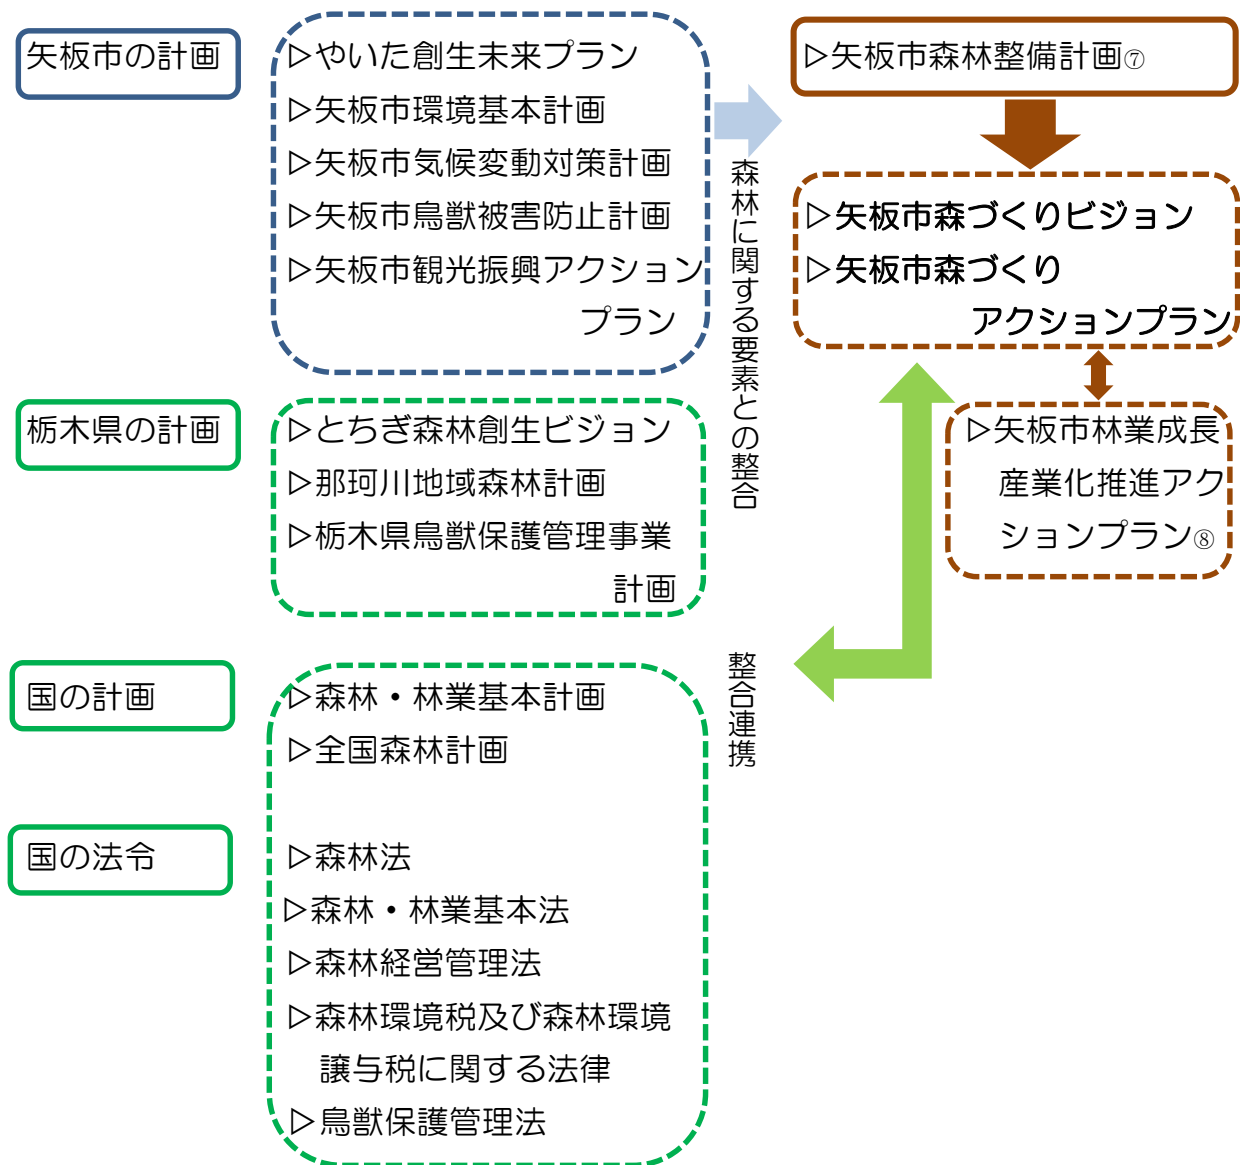 矢板市の計画
▷やいた創生未来プラン
▷矢板市環境基本計画
▷矢板市気候変動対策計画
▷矢板市鳥獣被害防止計画
▷矢板市観光振興アクション
プラン
森林に関する要素との整合
▷矢板市森林整備計画⑦
▷矢板市森づくりビジョン
▷矢板市森づくり
アクションプラン
▷矢板市林業成長
産業化推進アク
ションプラン⑧
栃木県の計画
▷とちぎ森林創生ビジョン
▷那珂川地域森林計画
▷栃木県鳥獣保護管理事業
計画
国の計画
▷森林・林業基本計画
▷全国森林計画
整合連携
国の法令
▷森林法
▷森林・林業基本法
▷森林経営管理法
▷森林環境税及び森林環境
譲与税に関する法律
▷鳥獣保護管理法